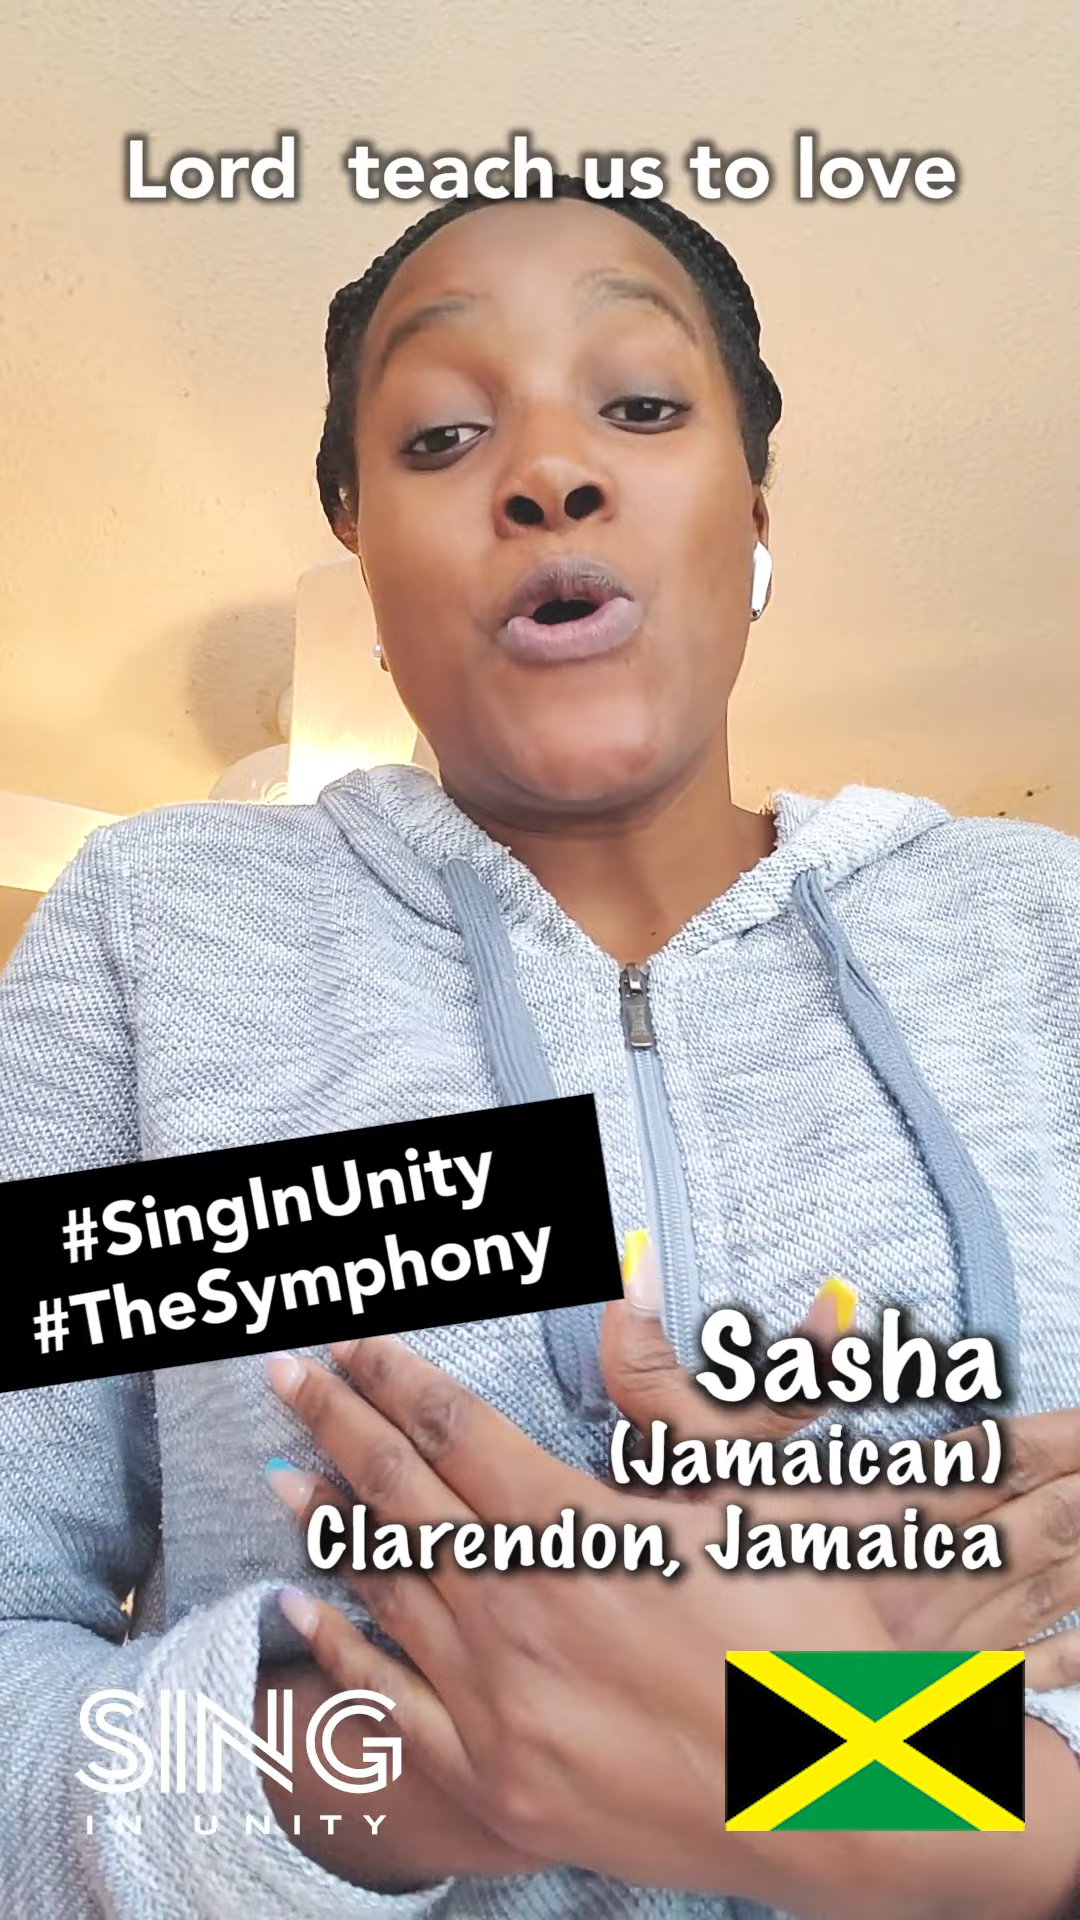 Lord teach us to love
#SingInUnity
#TheSymphony
Sasha
(Jamaican)
Clarendon, Jamaica
SING
IN UNITY